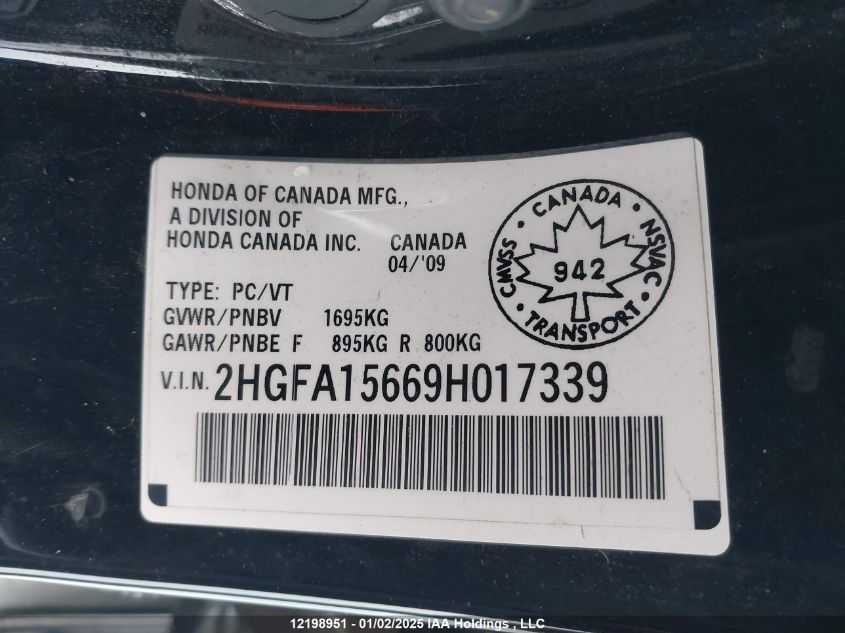 HONDA OF CANADA MFG.,
A DIVISION OF
HONDA CANADA INC. CANADA
04/'09
TYPE: PC/VT
GVWR/PNBV 1695KG
GAWR/PNBE F 895KG R 800KG
V.I.N. 2HGFA15669H017339
CANADA
CMVSS
NSVAC
942
TRANSPORT
12198951 - 01/02/2025 IAA Holdings , LLC